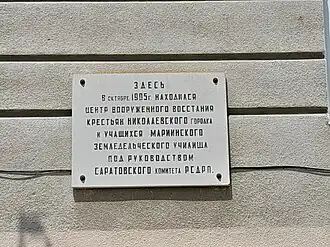 ЗДЕСЬ
В ОКТЯБРЕ 1905Г. НАХОДИЛСЯ
ЦЕНТР ВООРУЖЕННОГО ВОССТАНИЯ
КРЕСТЬЯН НИКОЛАЕВСКОГО ГОРОДКА
И УЧАЩИХСЯ МАРИИНСКОГО
ЗЕМЛЕДЕЛЬЧЕСКОГО УЧИЛИЩА
ПОД РУКОВОДСТВОМ
САРАТОВСКОГО КОМИТЕТА РСДРП.